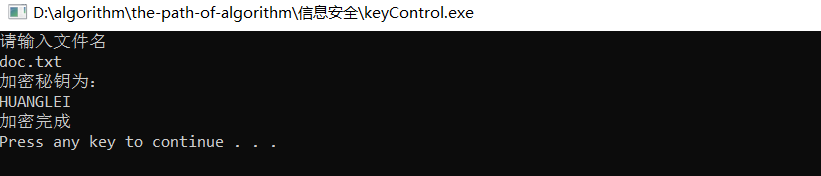 D:\algorithm\the-path-of-algorithm\信息安全\keyControl.exe
请输入文件名
doc.txt
加密秘钥为:
HUANGLEI
加密完成
Press any key to continue . . .